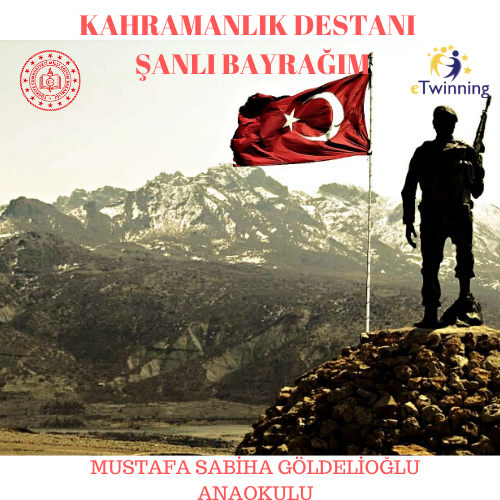 KAHRAMANLIK DESTANI
ŞANLI BAYRAĞIM
eTwinning
MUSTAFA SABİHA GÖLDELİOĞLU
ANAOKULU